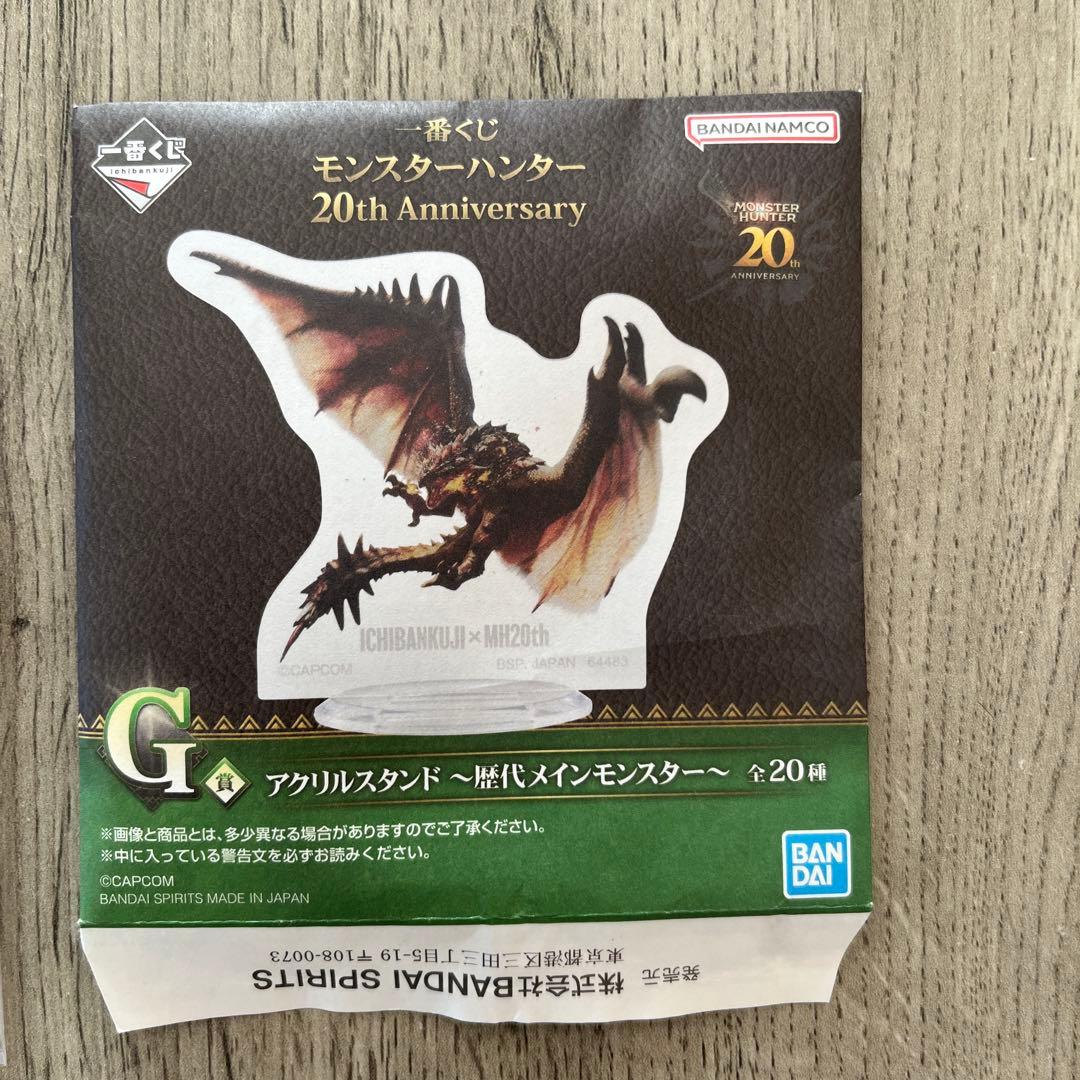 一番くじ
ichibankuji
一番くじ
モンスターハンター
20th Anniversary
BANDAI NAMCO
MONSTER
HUNTER
20th
ANNIVERSARY
ICHIBANKUJI×MH20th
©CAPCOM
BSP, JAPAN 64483
G賞
アクリルスタンド ～歴代メインモンスター～ 全20種
※画像と商品とは、多少異なる場合がありますのでご了承ください。
※中に入っている警告文を必ずお読みください。
©CAPCOM
BANDAI SPIRITS MADE IN JAPAN
BAN
DAI
発売元 株式会社BANDAI SPIRITS
東京都港区三田三丁目5-19 〒108-0073